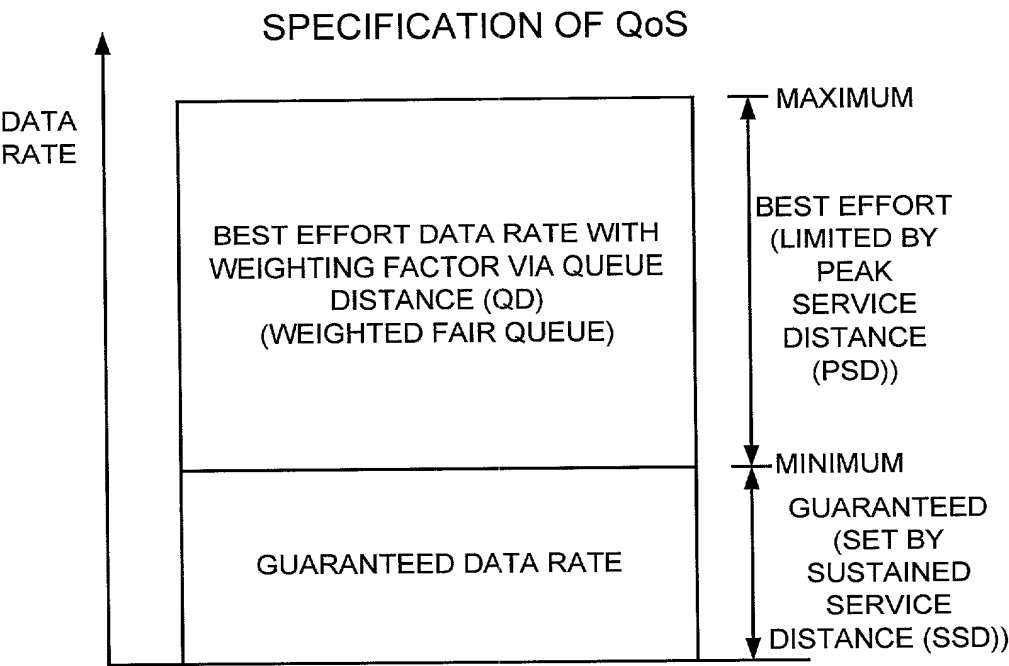 SPECIFICATION OF QoS
DATA
RATE
MAXIMUM
BEST EFFORT DATA RATE WITH
WEIGHTING FACTOR VIA QUEUE
DISTANCE (QD)
(WEIGHTED FAIR QUEUE)
BEST EFFORT
(LIMITED BY
PEAK
SERVICE
DISTANCE
(PSD))
MINIMUM
GUARANTEED DATA RATE
GUARANTEED
(SET BY
SUSTAINED
SERVICE
DISTANCE (SSD))